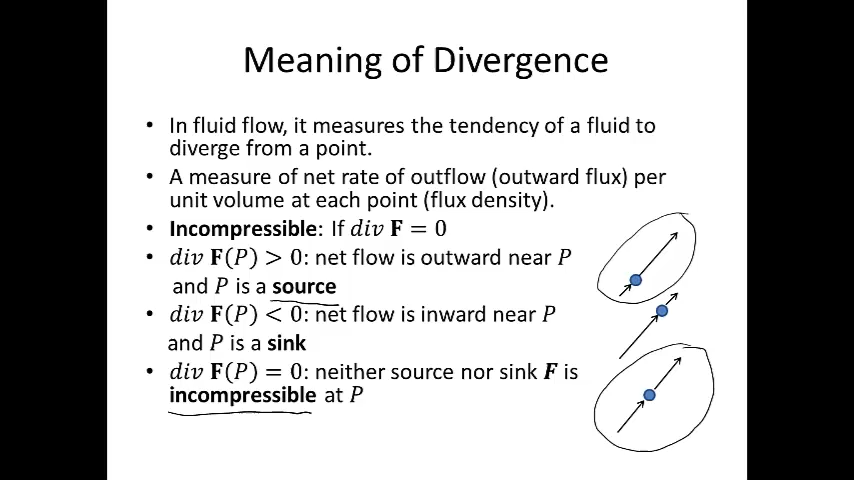 Meaning of Divergence
• In fluid flow, it measures the tendency of a fluid to
diverge from a point.
• A measure of net rate of outflow (outward flux) per
unit volume at each point (flux density).
• Incompressible: If div F = 0
• div F(P) > 0: net flow is outward near P
and P is a source
• div F(P) < 0: net flow is inward near P
and P is a sink
• div F(P) = 0: neither source nor sink F is
incompressible at P